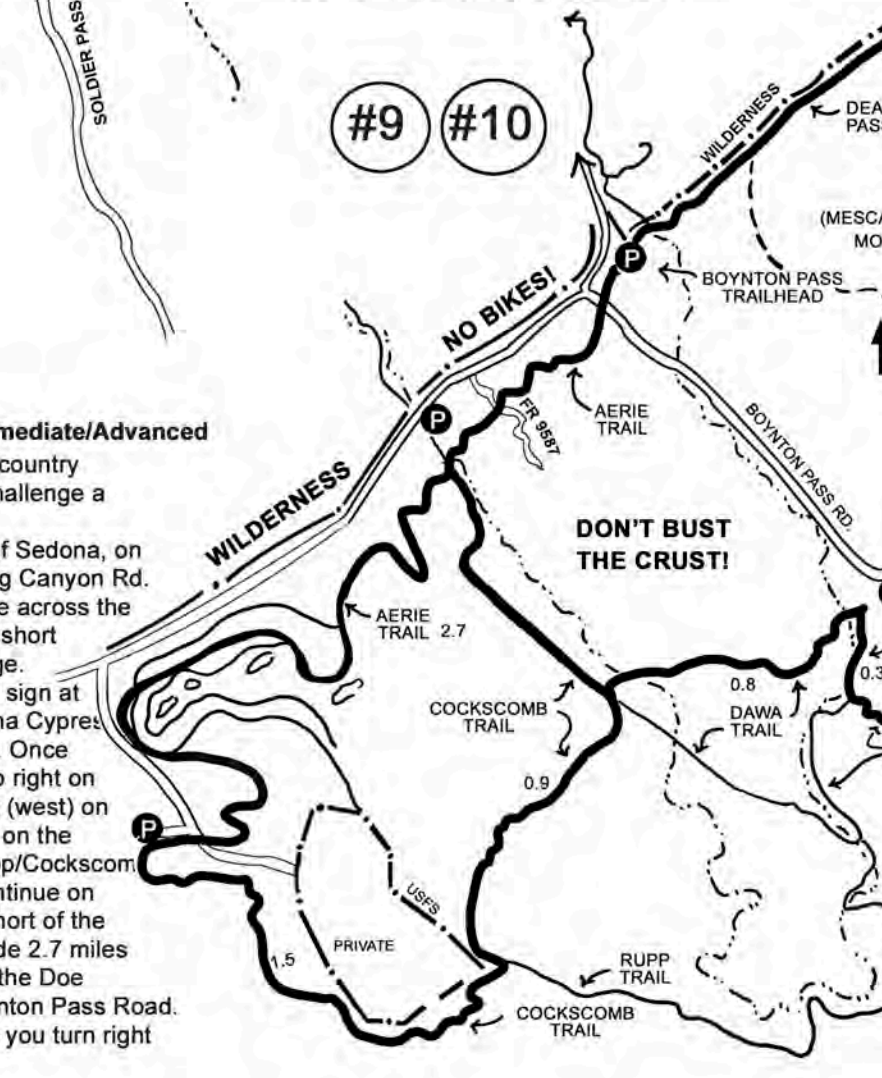 SOLDIER PASS
#9 #10
WILDERNESS
BOYNTON PASS
TRAILHEAD
NO BIKES!
AERIE
TRAIL
FR 9587
BOYNTON PASS RD.
WILDERNESS
DON'T BUST
THE CRUST!
AERIE
TRAIL 2.7
COCKSCOMB
TRAIL
0.8
0.3
DAWA
TRAIL
0.9
P
P
P
USFS
PRIVATE
1.5
RUPP
TRAIL
COCKSCOMB
TRAIL
DEA
PAS
(MESCA
MO
mediate/Advanced
country
hallenge a
f Sedona, on
g Canyon Rd.
e across the
short
ge.
sign at
na Cypres
. Once
o right on
(west) on
on the
op/Cockscom
ntinue on
hort of the
de 2.7 miles
the Doe
nton Pass Road.
you turn right